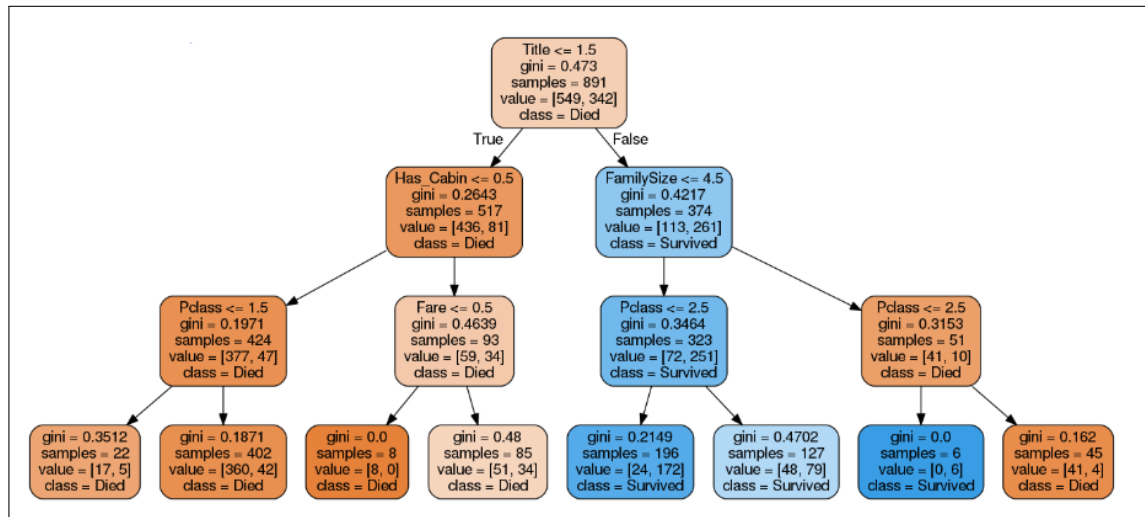 Title <= 1.5
gini = 0.473
samples = 891
value = [549, 342]
class = Died
True
False
Has_Cabin <= 0.5
gini = 0.2643
samples = 517
value = [436, 81]
class = Died
FamilySize <= 4.5
gini = 0.4217
samples = 374
value = [113, 261]
class = Survived
Pclass <= 1.5
gini = 0.1971
samples = 424
value = [377, 47]
class = Died
Fare <= 0.5
gini = 0.4639
samples = 93
value = [59, 34]
class = Died
Pclass <= 2.5
gini = 0.3464
samples = 323
value = [72, 251]
class = Survived
Pclass <= 2.5
gini = 0.3153
samples = 51
value = [41, 10]
class = Died
gini = 0.3512
samples = 22
value = [17, 5]
class = Died
gini = 0.1871
samples = 402
value = [360, 42]
class = Died
gini = 0.0
samples = 8
value = [8, 0]
class = Died
gini = 0.48
samples = 85
value = [51, 34]
class = Died
gini = 0.2149
samples = 196
value = [24, 172]
class = Survived
gini = 0.4702
samples = 127
value = [48, 79]
class = Survived
gini = 0.0
samples = 6
value = [0, 6]
class = Survived
gini = 0.162
samples = 45
value = [41, 4]
class = Died